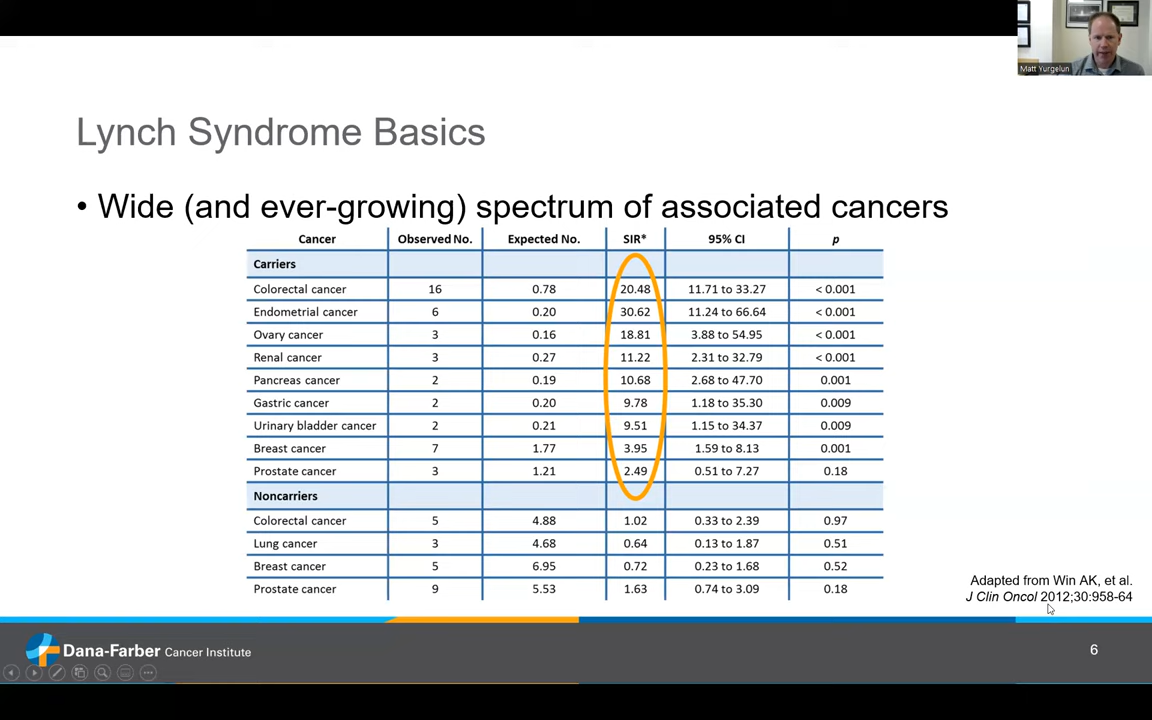 Matt Yurgelun
Lynch Syndrome Basics
• Wide (and ever-growing) spectrum of associated cancers
Cancer Observed No. Expected No. SIR* 95% CI p
Carriers
Colorectal cancer 16 0.78 20.48 11.71 to 33.27 < 0.001
Endometrial cancer 6 0.20 30.62 11.24 to 66.64 < 0.001
Ovary cancer 3 0.16 18.81 3.88 to 54.95 < 0.001
Renal cancer 3 0.27 11.22 2.31 to 32.79 < 0.001
Pancreas cancer 2 0.19 10.68 2.68 to 47.70 0.001
Gastric cancer 2 0.20 9.78 1.18 to 35.30 0.009
Urinary bladder cancer 2 0.21 9.51 1.15 to 34.37 0.009
Breast cancer 7 1.77 3.95 1.59 to 8.13 0.001
Prostate cancer 3 1.21 2.49 0.51 to 7.27 0.18
Noncarriers
Colorectal cancer 5 4.88 1.02 0.33 to 2.39 0.97
Lung cancer 3 4.68 0.64 0.13 to 1.87 0.51
Breast cancer 5 6.95 0.72 0.23 to 1.68 0.52
Prostate cancer 9 5.53 1.63 0.74 to 3.09 0.18
Adapted from Win AK, et al.
J Clin Oncol 2012;30:958-64
Dana-Farber Cancer Institute
6